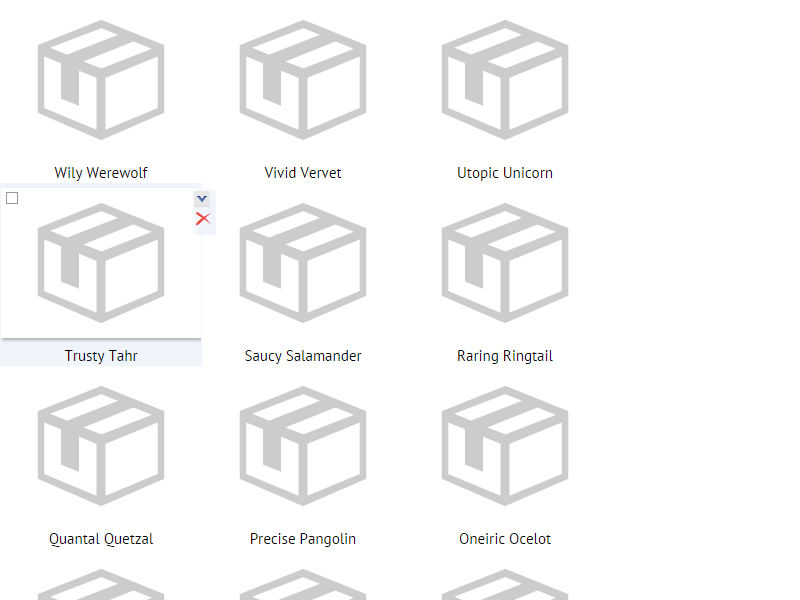 Wily Werewolf
Vivid Vervet
Utopic Unicorn
Trusty Tahr
Saucy Salamander
Raring Ringtail
Quantal Quetzal
Precise Pangolin
Oneiric Ocelot